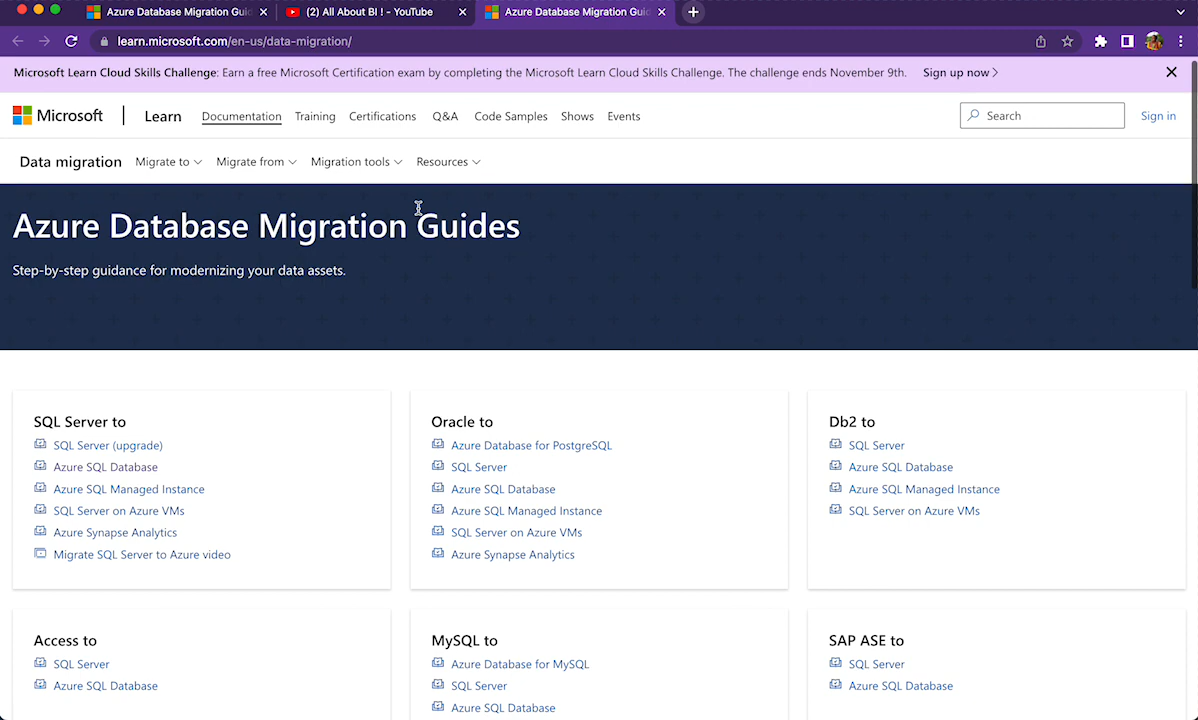 Azure Database Migration Guid
(2) All About BI ! - YouTube
Azure Database Migration Guid
learn.microsoft.com/en-us/data-migration/
Microsoft Learn Cloud Skills Challenge: Earn a free Microsoft Certification exam by completing the Microsoft Learn Cloud Skills Challenge. The challenge ends November 9th. Sign up now
Microsoft Learn Documentation Training Certifications Q&A Code Samples Shows Events Search Sign in
Data migration Migrate to Migrate from Migration tools Resources
Azure Database Migration Guides
Step-by-step guidance for modernizing your data assets.
SQL Server to
SQL Server (upgrade)
Azure SQL Database
Azure SQL Managed Instance
SQL Server on Azure VMs
Azure Synapse Analytics
Migrate SQL Server to Azure video
Oracle to
Azure Database for PostgreSQL
SQL Server
Azure SQL Database
Azure SQL Managed Instance
SQL Server on Azure VMs
Azure Synapse Analytics
Db2 to
SQL Server
Azure SQL Database
Azure SQL Managed Instance
SQL Server on Azure VMs
Access to
SQL Server
Azure SQL Database
MySQL to
Azure Database for MySQL
SQL Server
Azure SQL Database
SAP ASE to
SQL Server
Azure SQL Database